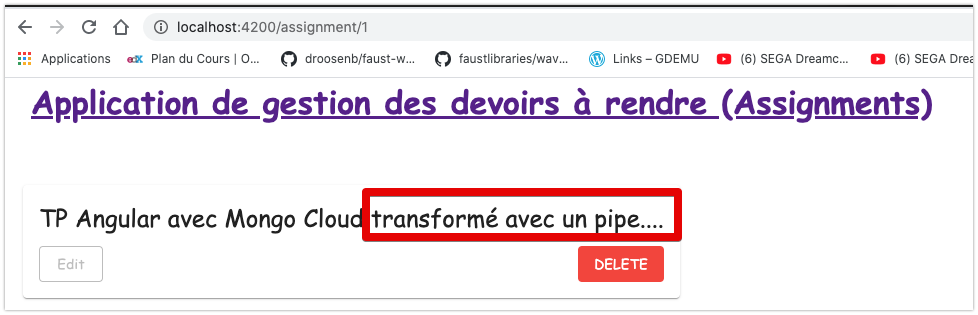 localhost:4200/assignment/1
Applications Plan du Cours | O... droosenb/faust-w... faustlibraries/wav... Links – GDEMU (6) SEGA Dreamc... (6) SEGA Drea
Application de gestion des devoirs à rendre (Assignments)
TP Angular avec Mongo Cloud transformé avec un pipe....
Edit DELETE